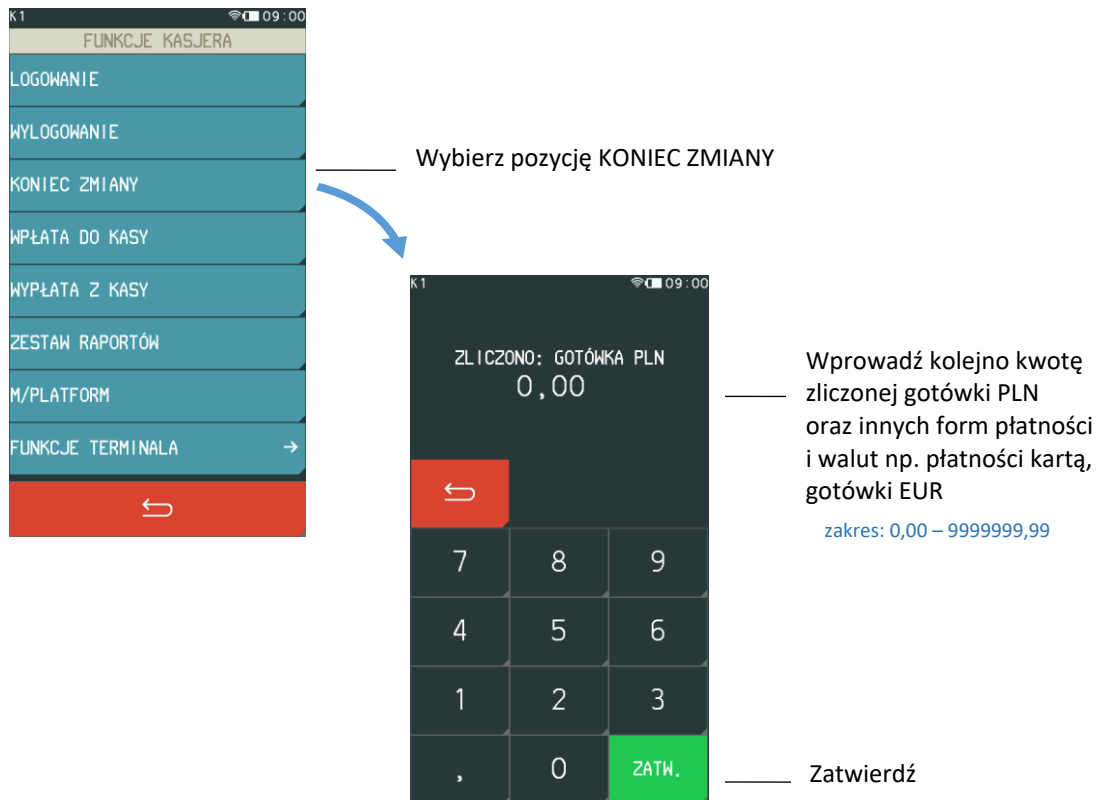 K1 09:00
FUNKCJE KASJERA
LOGOWANIE
WYLOGOWANIE
KONIEC ZMIANY
WPŁATA DO KASY
WYPŁATA Z KASY
ZESTAW RAPORTÓW
M/PLATFORM
FUNKCJE TERMINALA →
Wybierz pozycję KONIEC ZMIANY
K1 09:00
ZLICZONO: GOTÓWKA PLN
0,00
7 8 9
4 5 6
1 2 3
, 0 ZATW.
Wprowadź kolejno kwotę
zliczonej gotówki PLN
oraz innych form płatności
i walut np. płatności kartą,
gotówki EUR
zakres: 0,00 – 9999999,99
Zatwierdź